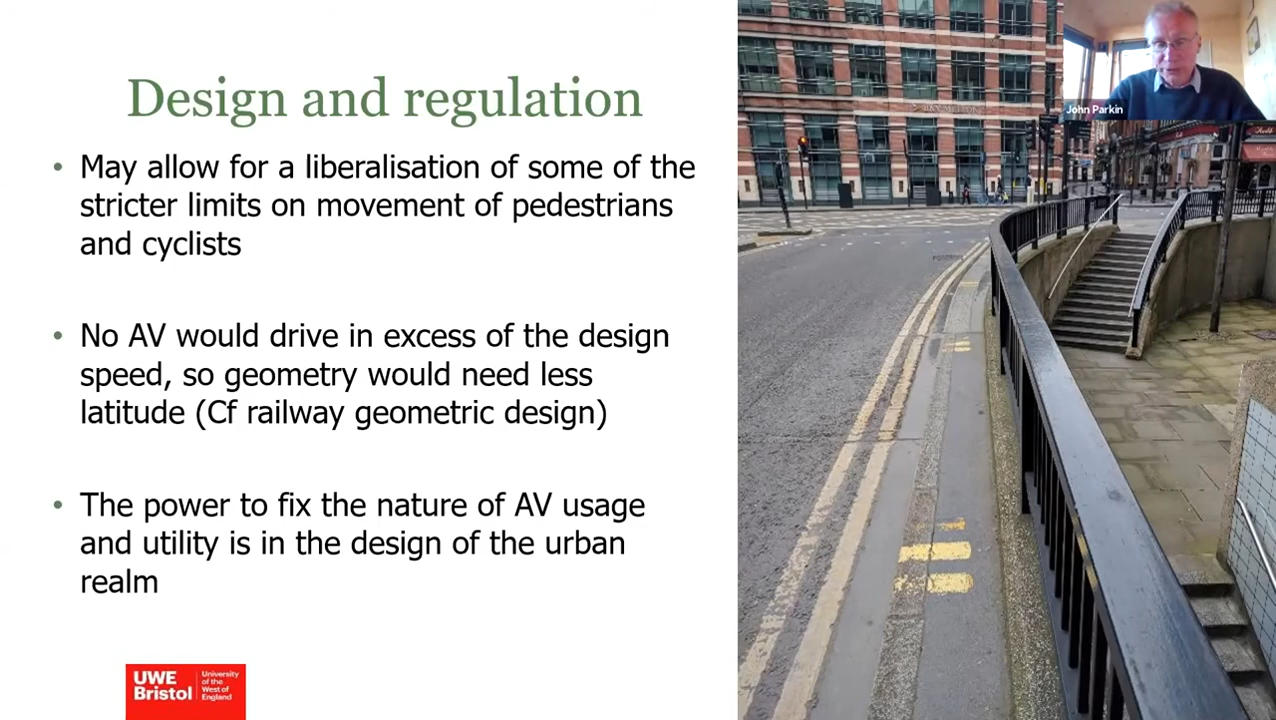 Design and regulation
• May allow for a liberalisation of some of the
stricter limits on movement of pedestrians
and cyclists
• No AV would drive in excess of the design
speed, so geometry would need less
latitude (Cf railway geometric design)
• The power to fix the nature of AV usage
and utility is in the design of the urban
realm
UWE
Bristol
University
of the
West of
England
BNY MELLON
John Parkin